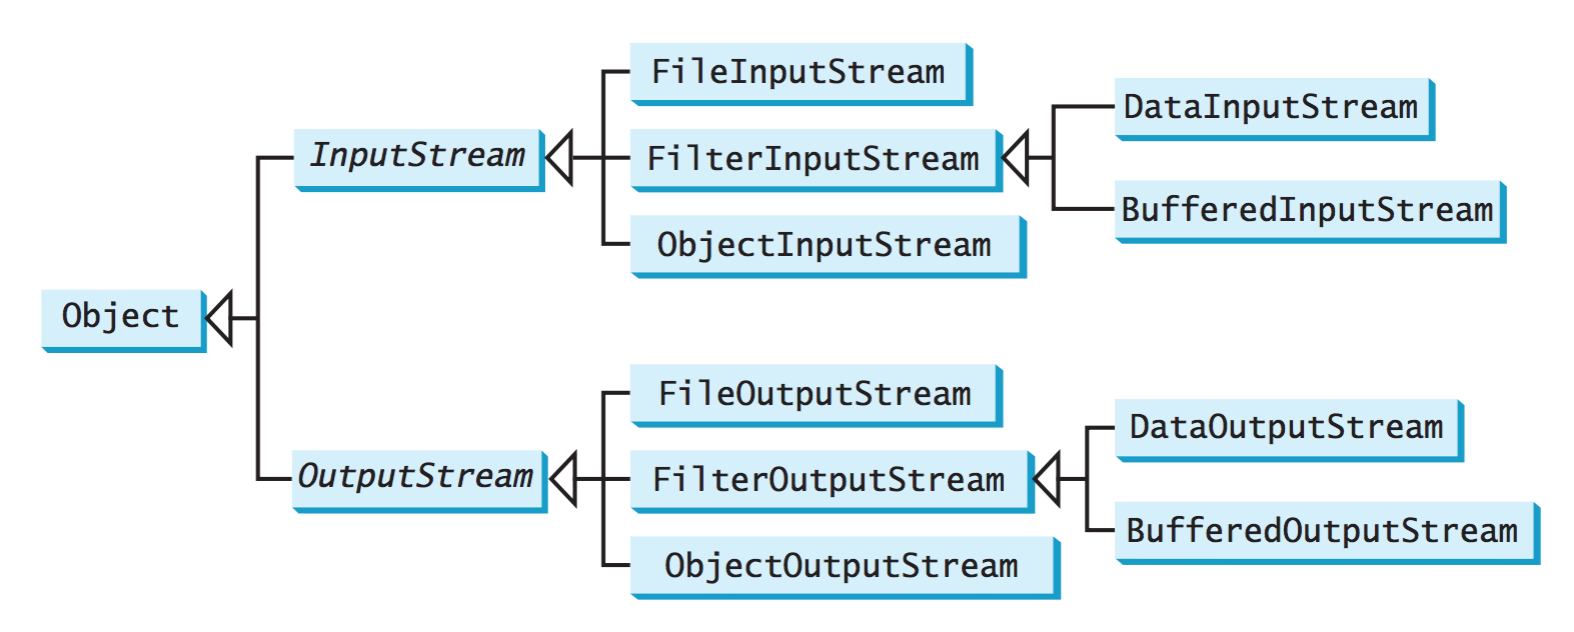 Object
InputStream
FileInputStream
FilterInputStream
ObjectInputStream
DataInputStream
BufferedInputStream
OutputStream
FileOutputStream
FilterOutputStream
ObjectOutputStream
DataOutputStream
BufferedOutputStream